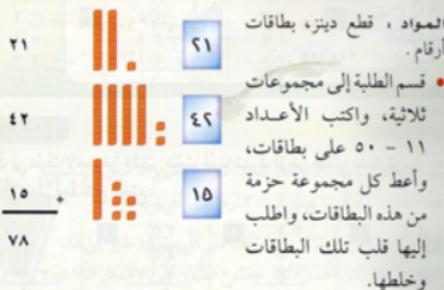 المواد : قطع دينز، بطاقات
أرقام .
• قسم الطلبة إلى مجموعات
ثلاثية، واكتب الأعـداد
١١ - ٥٠ على بطاقات،
وأعط كل مجموعة حزمة
من هذه البطاقات، واطلب
إليها قلب تلك البطاقات
وخلطها.
٢١ ٢١
٤٢ ٤٢
١٥ ١٥ +
٧٨